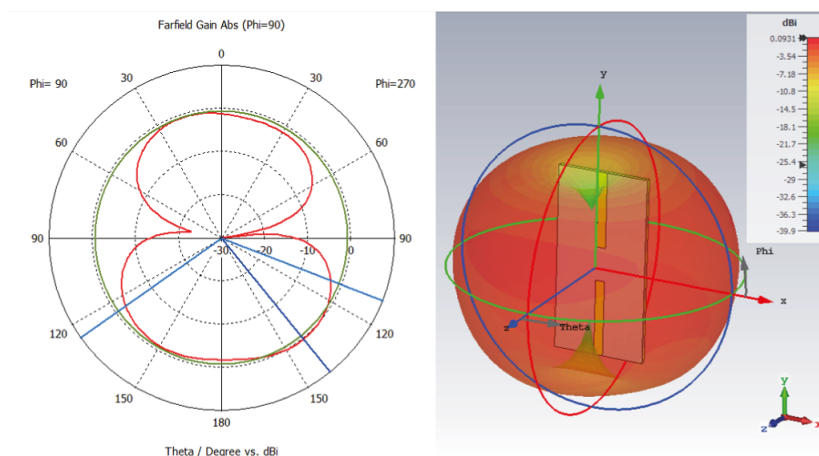 Farfield Gain Abs (Phi=90)
Phi= 90
0
Phi=270
30
30
60
60
90
-30
-20
-10
0
90
120
120
150
150
180
Theta / Degree vs. dBi
y
x
z
Theta
Phi
dBi
0.0931
-3.54
-7.18
-10.8
-14.5
-18.1
-21.7
-25.4
-29
-32.6
-36.3
-39.9
y
z
x